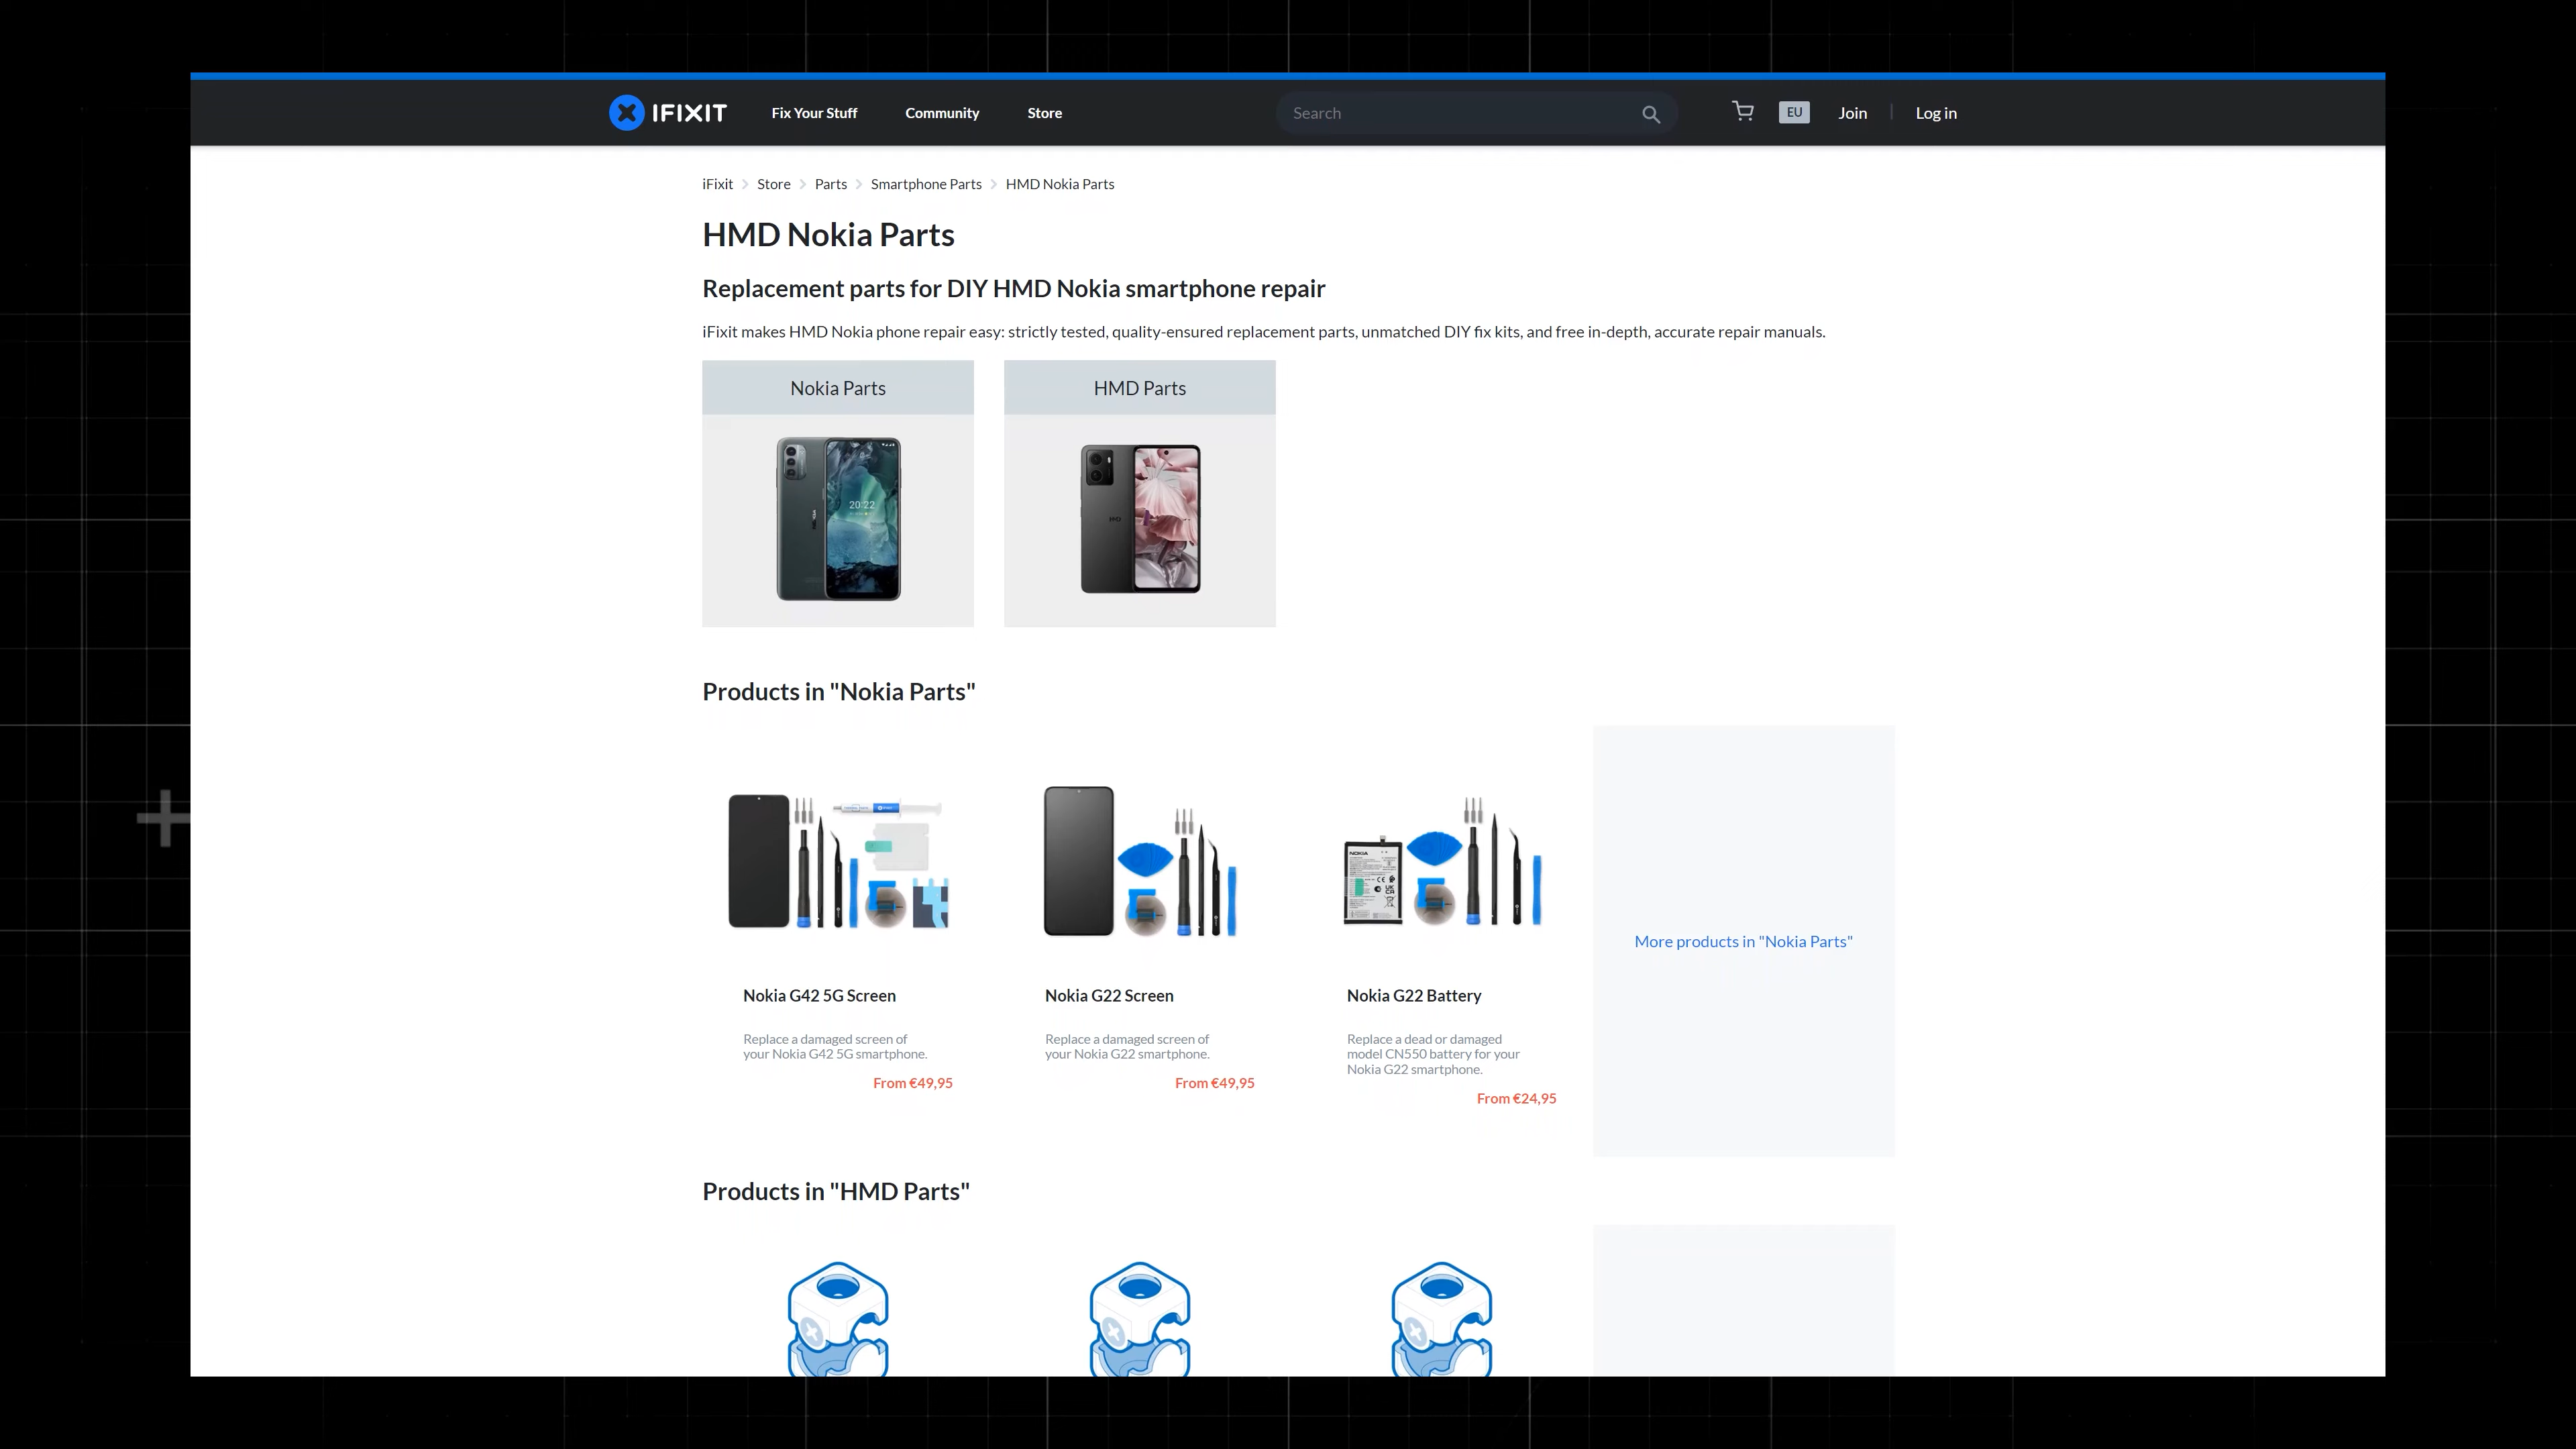 IFIXIT
Fix Your Stuff
Community
Store
Search
EU
Join
Log in
iFixit
Store
Parts
Smartphone Parts
HMD Nokia Parts
HMD Nokia Parts
Replacement parts for DIY HMD Nokia smartphone repair
iFixit makes HMD Nokia phone repair easy: strictly tested, quality-ensured replacement parts, unmatched DIY fix kits, and free in-depth, accurate repair manuals.
Nokia Parts
HMD Parts
20:22
Products in "Nokia Parts"
NOKIA
Nokia G42 5G Screen
Replace a damaged screen of
your Nokia G42 5G smartphone.
From €49,95
Nokia G22 Screen
Replace a damaged screen of
your Nokia G22 smartphone.
From €49,95
Nokia G22 Battery
Replace a dead or damaged
model CN550 battery for your
Nokia G22 smartphone.
From €24,95
More products in "Nokia Parts"
Products in "HMD Parts"